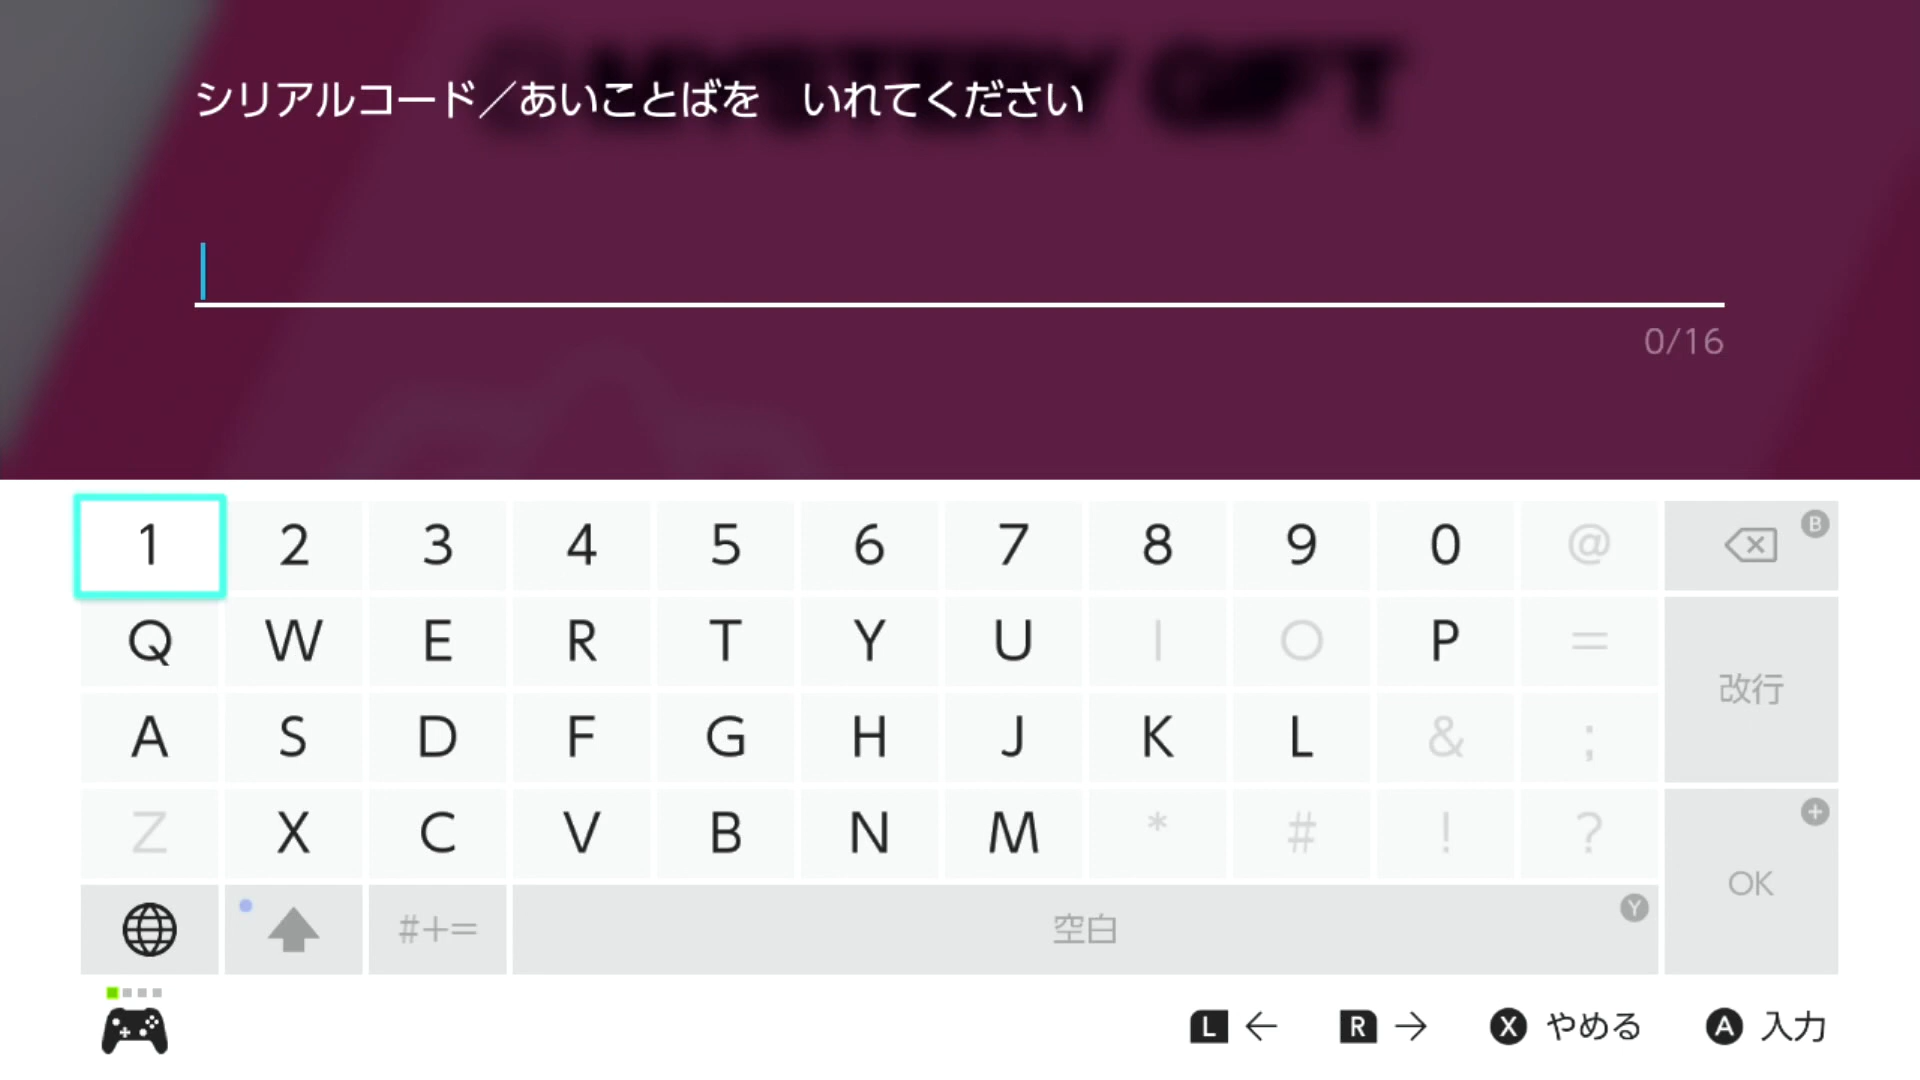 MYSTERY GIFT
シリアルコード／あいことばを　いれてください
0/16
1 2 3 4 5 6 7 8 9 0 @ B
Q W E R T Y U I O P = 改行
A S D F G H J K L & ;
Z X C V B N M * # ! ? + OK
#+= 空白 Y
L ← R → X やめる A 入力